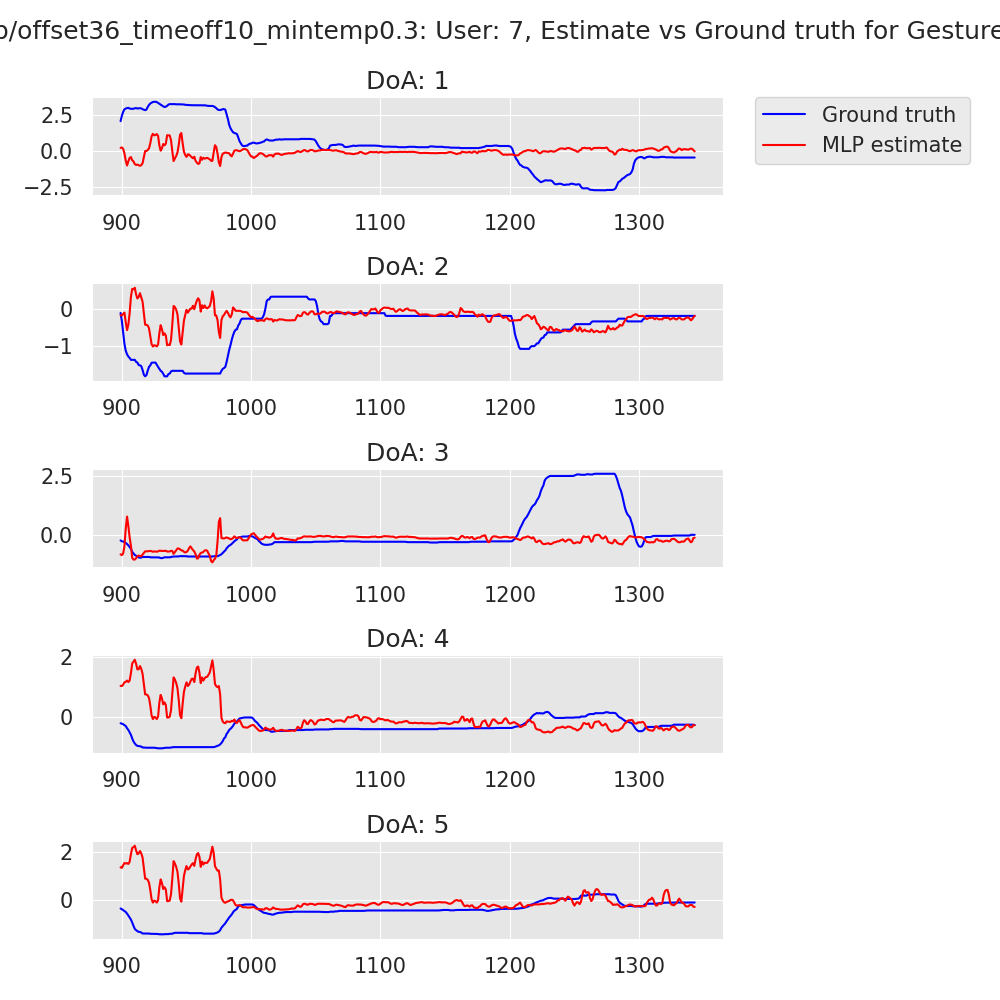 /offset36_timeoff10_mintemp0.3: User: 7, Estimate vs Ground truth for Gesture
DoA: 1
2.5
0.0
−2.5
900 1000 1100 1200 1300
Ground truth
MLP estimate
DoA: 2
0
−1
900 1000 1100 1200 1300
DoA: 3
2.5
0.0
900 1000 1100 1200 1300
DoA: 4
2
0
900 1000 1100 1200 1300
DoA: 5
2
0
900 1000 1100 1200 1300